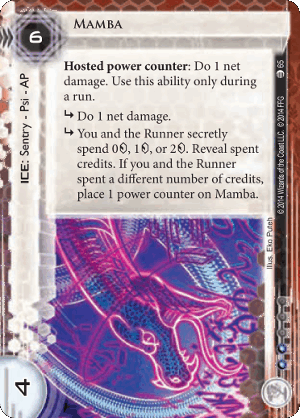 MAMBA
6
Hosted power counter: Do 1 net
damage. Use this ability only during
a run.
↳ Do 1 net damage.
↳ You and the Runner secretly
spend 0, 1, or 2. Reveal spent
credits. If you and the Runner
spent a different number of credits,
place 1 power counter on Mamba.
ICE: Sentry - Psi - AP
65
© 2014 Wizards of the Coast LLC. © 2014 FFG
Illus. Eko Puteh
4